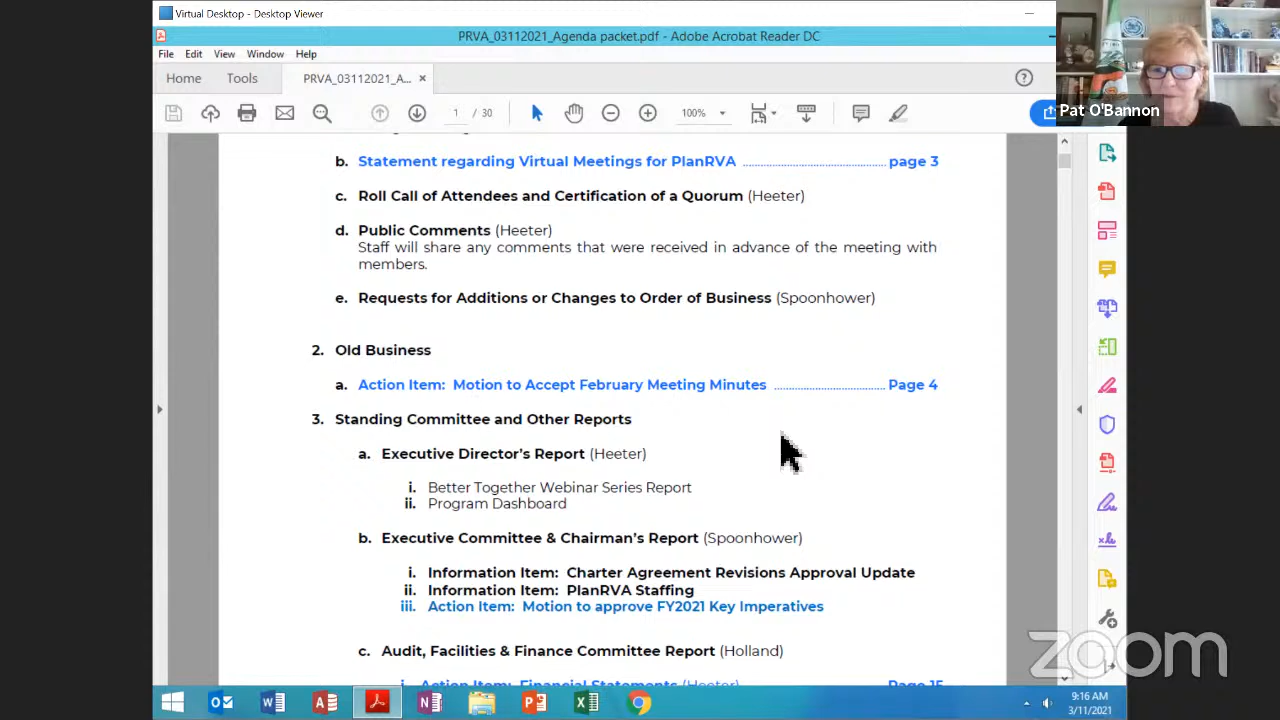 Virtual Desktop - Desktop Viewer
PRVA_03112021_Agenda packet.pdf - Adobe Acrobat Reader DC
File Edit View Window Help
Home Tools PRVA_03112021_A... ×
1 / 30 100%
Pat O'Bannon
b. Statement regarding Virtual Meetings for PlanRVA page 3
c. Roll Call of Attendees and Certification of a Quorum (Heeter)
d. Public Comments (Heeter)
Staff will share any comments that were received in advance of the meeting with
members.
e. Requests for Additions or Changes to Order of Business (Spoonhower)
2. Old Business
a. Action Item: Motion to Accept February Meeting Minutes Page 4
3. Standing Committee and Other Reports
a. Executive Director's Report (Heeter)
i. Better Together Webinar Series Report
ii. Program Dashboard
b. Executive Committee & Chairman's Report (Spoonhower)
i. Information Item: Charter Agreement Revisions Approval Update
ii. Information Item: PlanRVA Staffing
iii. Action Item: Motion to approve FY2021 Key Imperatives
c. Audit, Facilities & Finance Committee Report (Holland)
i. Action Item: Financial Statements (Heeter) Page 15
zoom
9:16 AM
3/11/2021